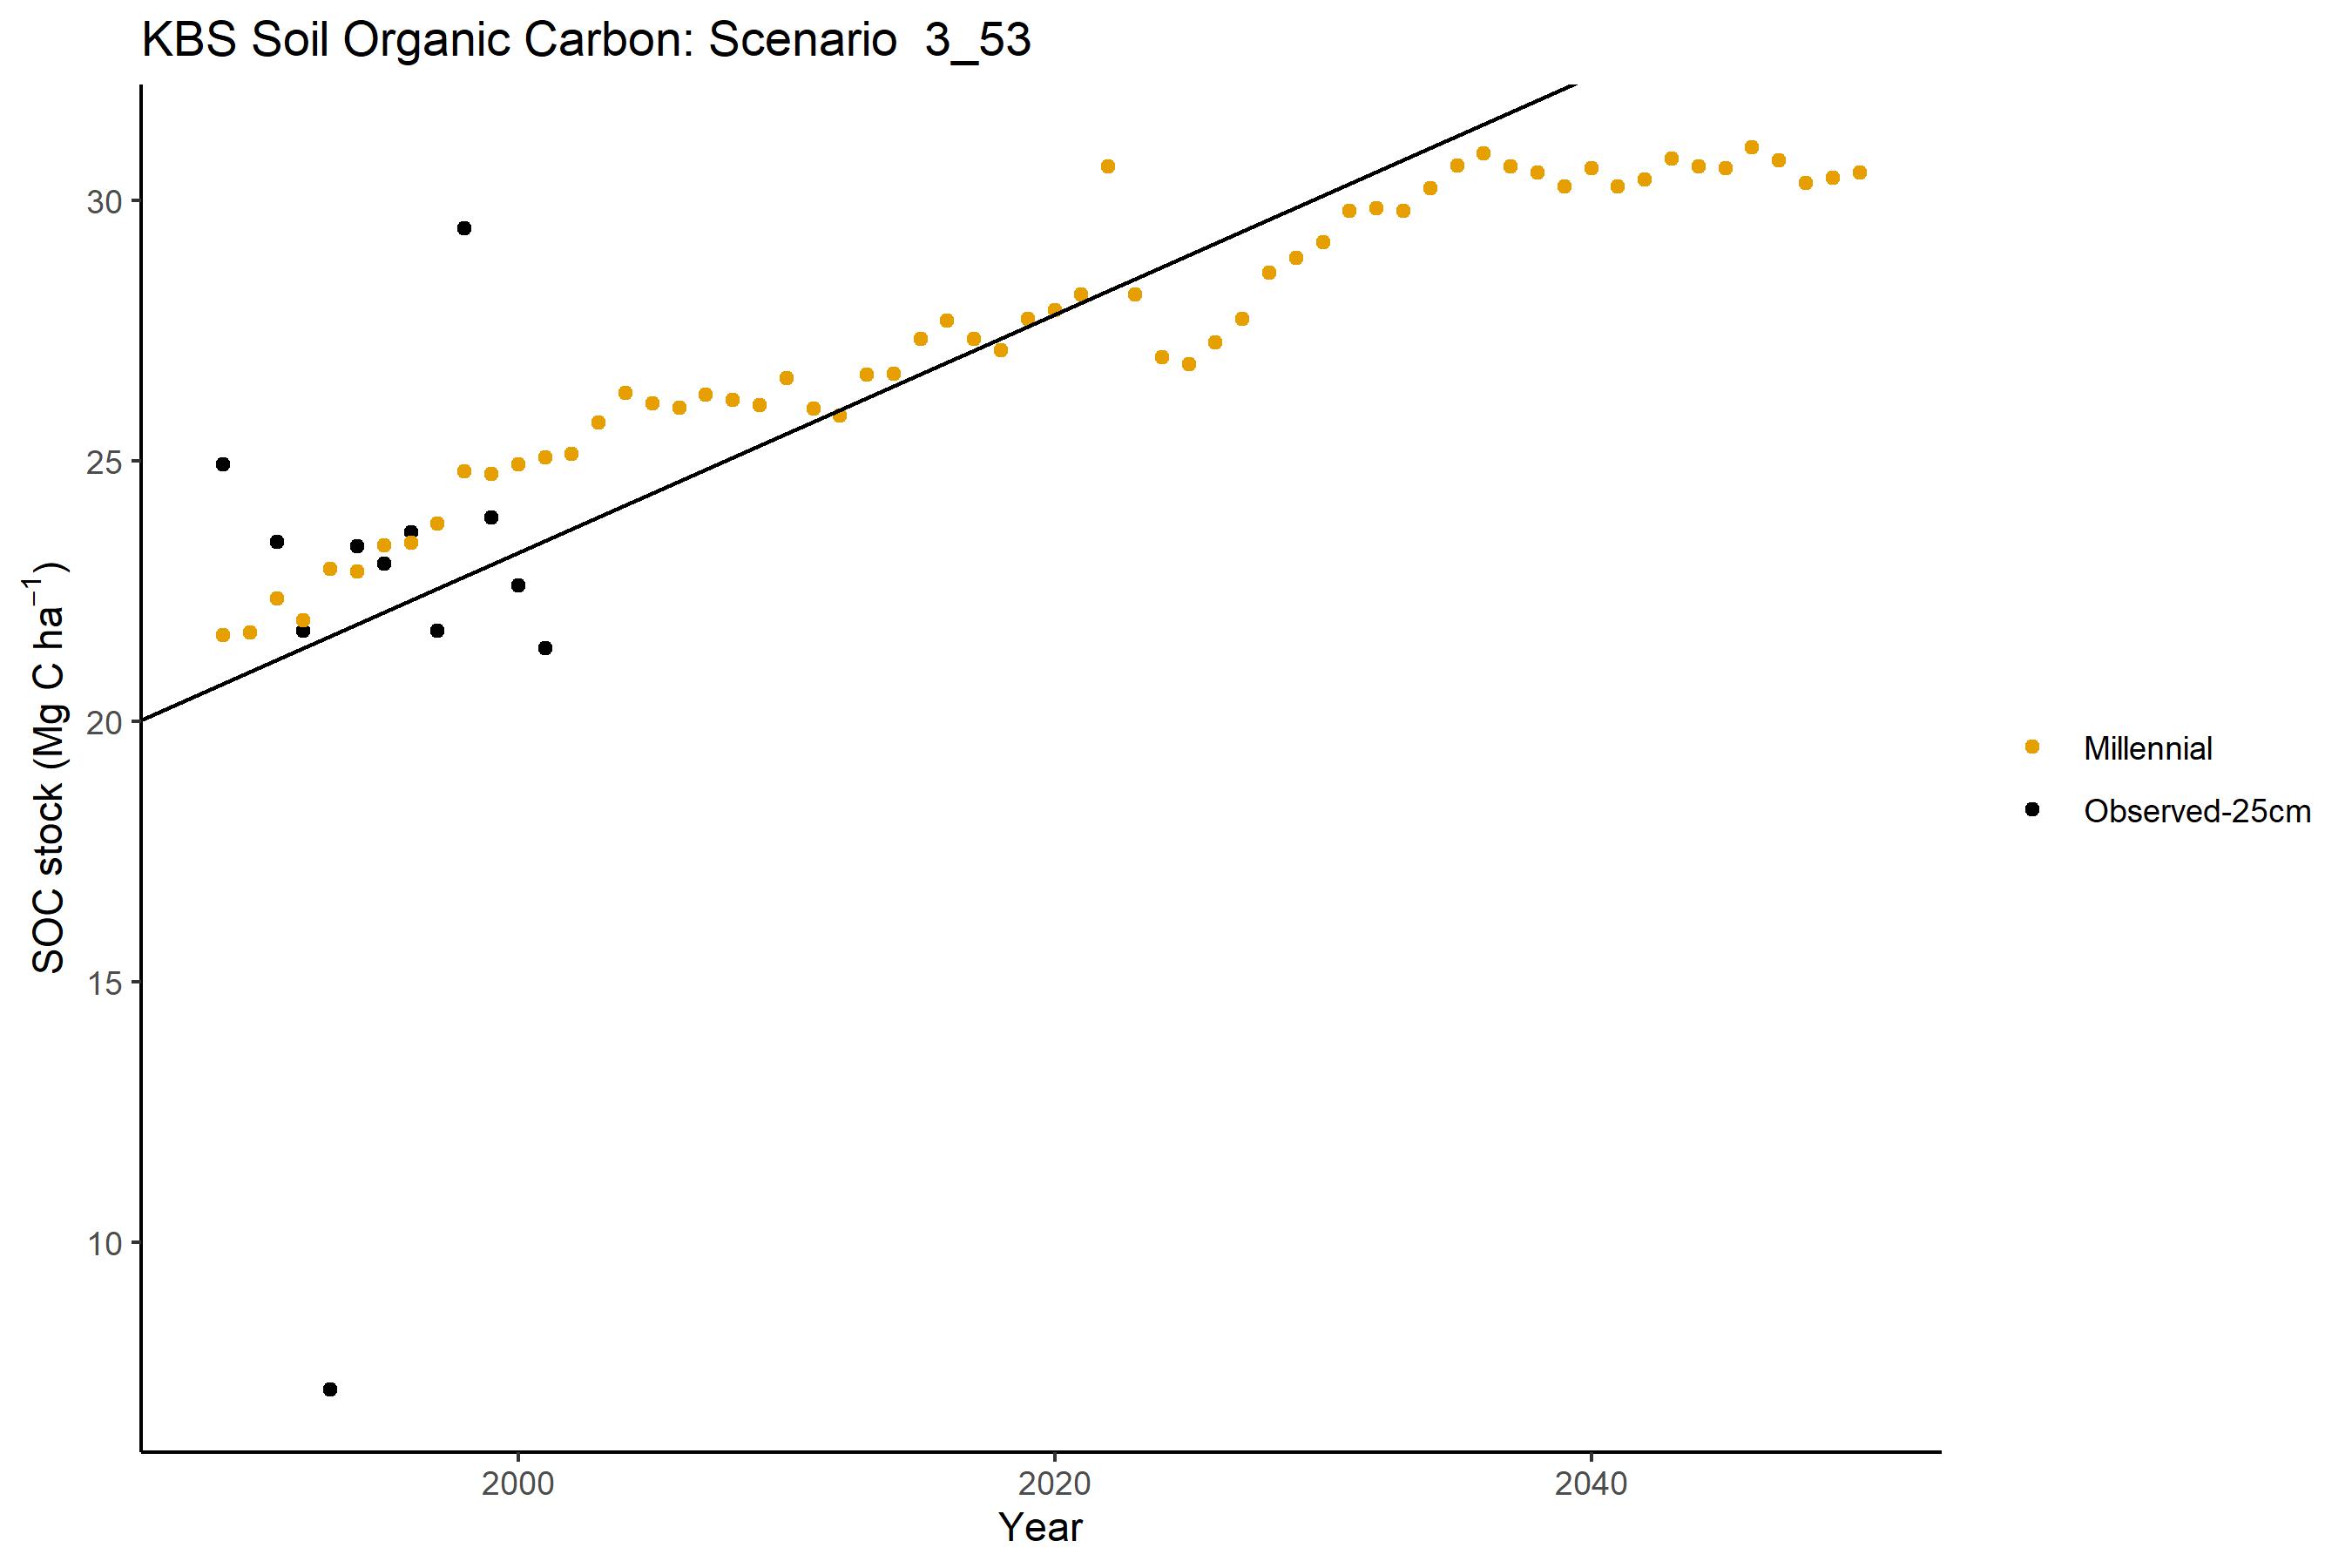 KBS Soil Organic Carbon: Scenario  3_53
SOC stock (Mg C ha⁻¹)
30
25
20
15
10
2000
2020
2040
Year
Millennial
Observed-25cm